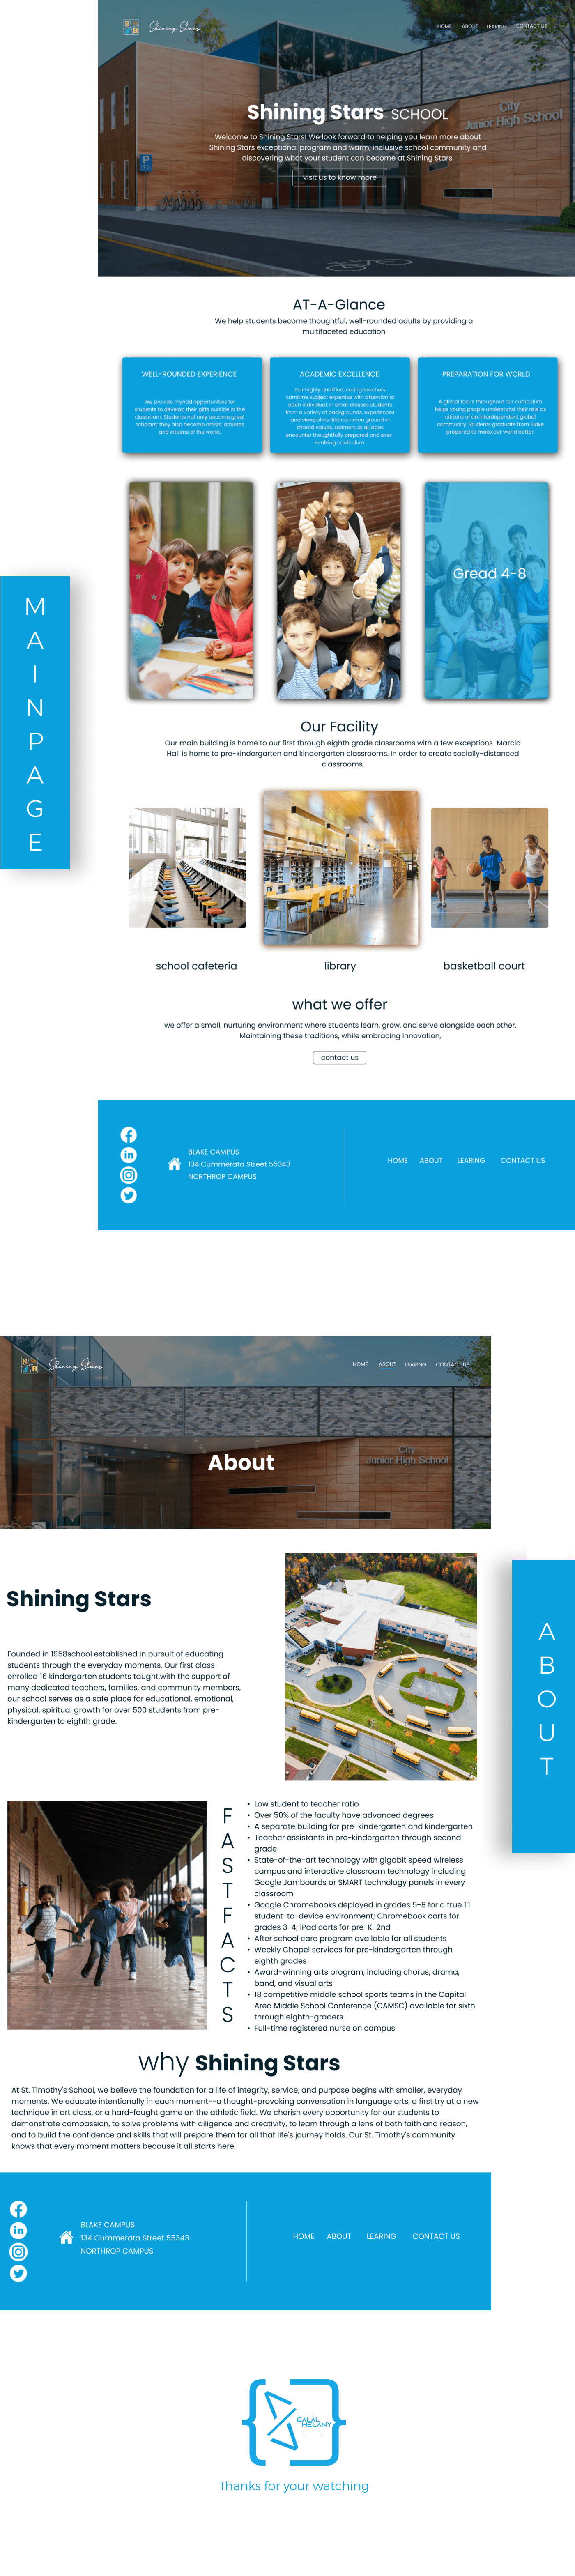 S H
Shining Stars
HOME ABOUT LEARING CONTACT US
City
Junior High School
Shining Stars SCHOOL
Welcome to Shining Stars! We look forward to helping you learn more about
Shining Stars exceptional program and warm, inclusive school community and
discovering what your student can become at Shining Stars.
P
visit us to know more
AT-A-Glance
We help students become thoughtful, well-rounded adults by providing a
multifaceted education
WELL-ROUNDED EXPERIENCE
We provide myriad opportunities for
students to develop their gifts outside of the
classroom. Students not only become great
scholars; they also become artists, athletes
and citizens of the world.
ACADEMIC EXCELLENCE
Our highly qualified, caring teachers
combine subject expertise with attention to
each individual. In small classes students
from a variety of backgrounds, experiences
and viewpoints find common ground in
shared values. Learners at all ages
encounter thoughtfully prepared and ever-
evolving curriculum.
PREPARATION FOR WORLD
A global focus throughout our curriculum
helps young people understand their role as
citizens of an interdependent global
community. Students graduate from Blake
prepared to make our world better.
Gread 4-8
MAINPAGE
Our Facility
Our main building is home to our first through eighth grade classrooms with a few exceptions Marcia
Hall is home to pre-kindergarten and kindergarten classrooms. In order to create socially-distanced
classrooms,
school cafeteria
library
basketball court
what we offer
we offer a small, nurturing environment where students learn, grow, and serve alongside each other.
Maintaining these traditions, while embracing innovation,
contact us
BLAKE CAMPUS
134 Cummerata Street 55343
NORTHROP CAMPUS
HOME ABOUT LEARING CONTACT US
S H
Shining Stars
HOME ABOUT LEARING CONTACT US
City
Junior High School
About
ABOUT
Shining Stars
Founded in 1958school established in pursuit of educating
students through the everyday moments. Our first class
enrolled 16 kindergarten students taught.with the support of
many dedicated teachers, families, and community members,
our school serves as a safe place for educational, emotional,
physical, spiritual growth for over 500 students from pre-
kindergarten to eighth grade.
FASTFACTS
• Low student to teacher ratio
• Over 50% of the faculty have advanced degrees
• A separate building for pre-kindergarten and kindergarten
• Teacher assistants in pre-kindergarten through second
grade
• State-of-the-art technology with gigabit speed wireless
campus and interactive classroom technology including
Google Jamboards or SMART technology panels in every
classroom
• Google Chromebooks deployed in grades 5-8 for a true 1:1
student-to-device environment; Chromebook carts for
grades 3-4; iPad carts for pre-K-2nd
• After school care program available for all students
• Weekly Chapel services for pre-kindergarten through
eighth grades
• Award-winning arts program, including chorus, drama,
band, and visual arts
• 18 competitive middle school sports teams in the Capital
Area Middle School Conference (CAMSC) available for sixth
through eighth-graders
• Full-time registered nurse on campus
why Shining Stars
At St. Timothy's School, we believe the foundation for a life of integrity, service, and purpose begins with smaller, everyday
moments. We educate intentionally in each moment--a thought-provoking conversation in language arts, a first try at a new
technique in art class, or a hard-fought game on the athletic field. We cherish every opportunity for our students to
demonstrate compassion, to solve problems with diligence and creativity, to learn through a lens of both faith and reason,
and to build the confidence and skills that will prepare them for all that life's journey holds. Our St. Timothy's community
knows that every moment matters because it all starts here.
BLAKE CAMPUS
134 Cummerata Street 55343
NORTHROP CAMPUS
HOME ABOUT LEARING CONTACT US
GALAL
HELANY
Thanks for your watching